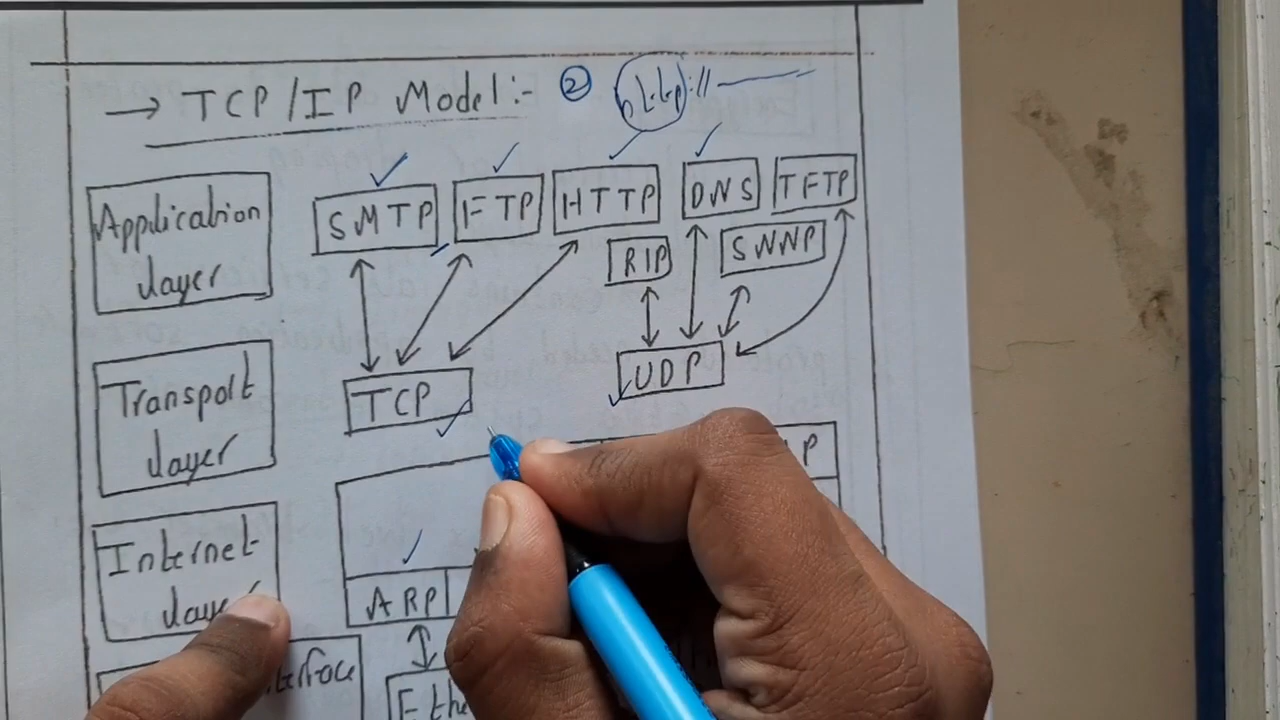 → TCP/IP Model:- ② http://
Application layer
SMTP FTP HTTP DNS TFTP
RIP SNNP
Transport layer
TCP UDP
Internet layer
ARP